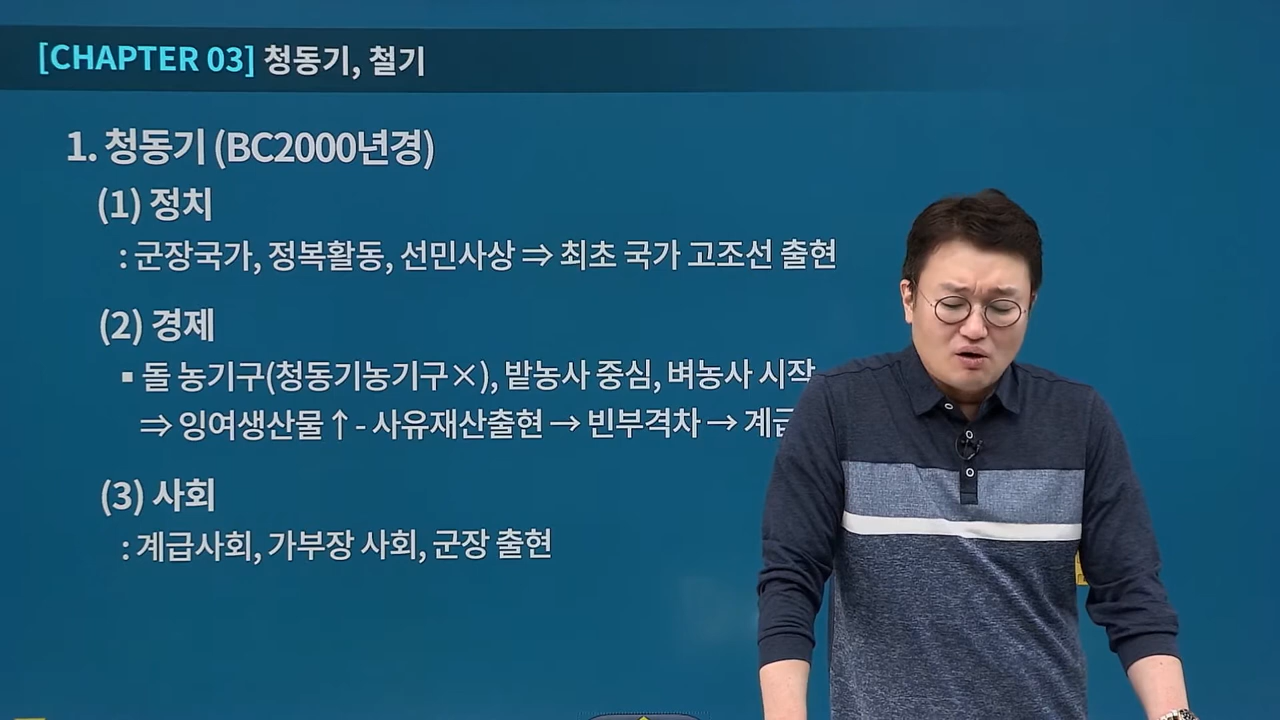 [CHAPTER 03] 청동기, 철기
1. 청동기 (BC2000년경)
(1) 정치
: 군장국가, 정복활동, 선민사상 ⇒ 최초 국가 고조선 출현
(2) 경제
▪ 돌 농기구(청동기농기구×), 밭농사 중심, 벼농사 시작
⇒ 잉여생산물↑ - 사유재산출현 → 빈부격차 → 계급
(3) 사회
: 계급사회, 가부장 사회, 군장 출현